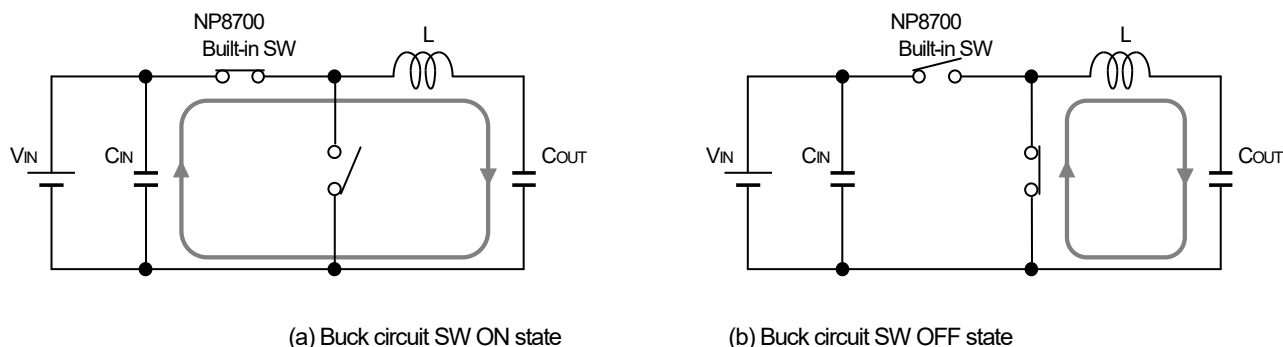 NP8700
Built-in SW
L
VIN
CIN
COUT
(a) Buck circuit SW ON state
NP8700
Built-in SW
L
VIN
CIN
COUT
(b) Buck circuit SW OFF state